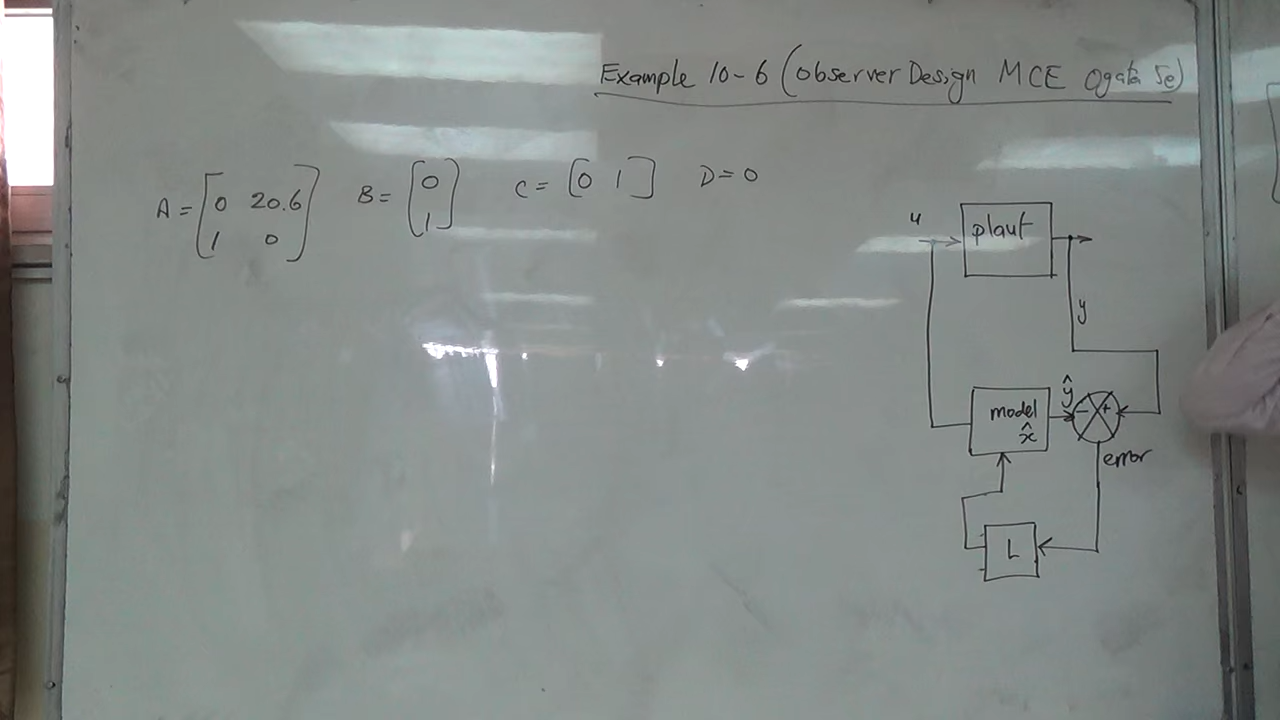 Example 10-6 (Observer Design MCE Ogata 5e)
A = [0 20.6
1 0] B = [0
1] C = [0 1] D = 0
u
plant
y
model
x̂
ŷ
- +
error
L